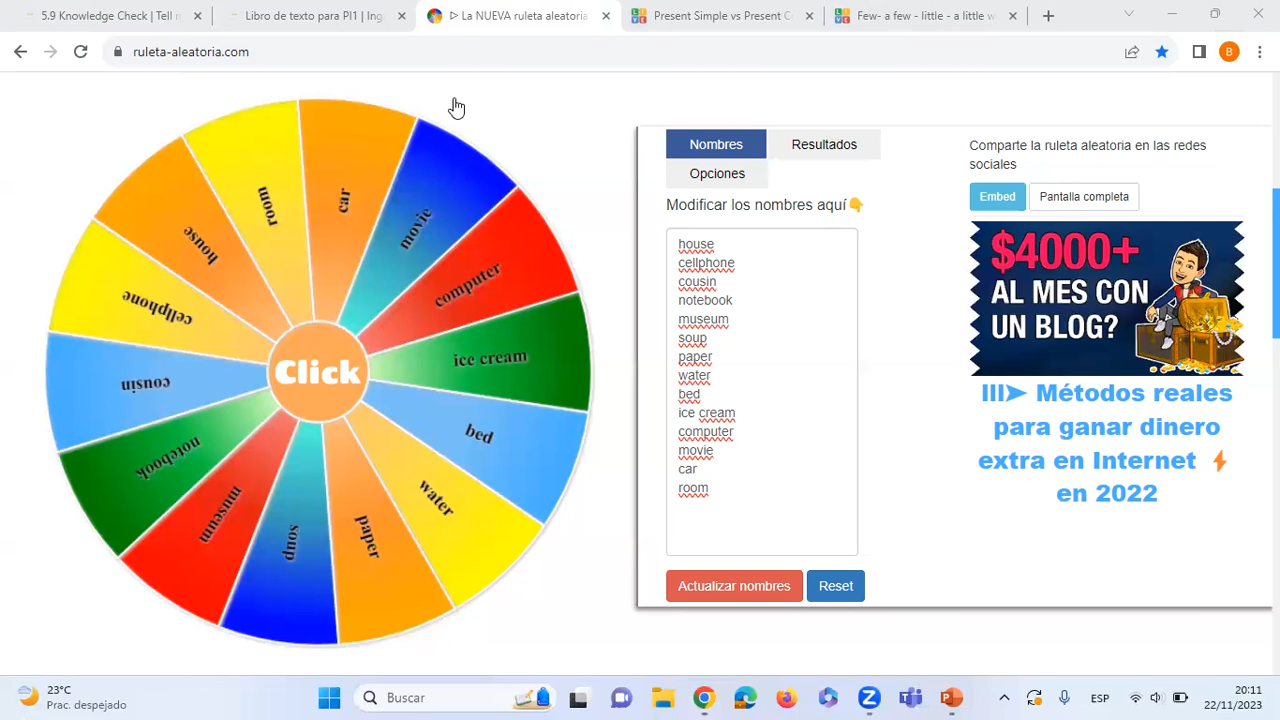 5.9 Knowledge Check | Tell r
Libro de texto para PI1 | Ing
ᐅ La NUEVA ruleta aleatoria
Present Simple vs Present C
Few- a few - little - a little w
ruleta-aleatoria.com
B
car
movie
computer
ice cream
bed
water
paper
soup
museum
notebook
cousin
cellphone
house
room
Click
Nombres
Resultados
Opciones
Modificar los nombres aquí👇
house
cellphone
cousin
notebook
museum
soup
paper
water
bed
ice cream
computer
movie
car
room
Actualizar nombres
Reset
Comparte la ruleta aleatoria en las redes
sociales
Embed
Pantalla completa
$4000+
AL MES CON
UN BLOG?
lll➤ Métodos reales
para ganar dinero
extra en Internet ⚡
en 2022
23°C
Prac. despejado
Buscar
ESP
20:11
22/11/2023